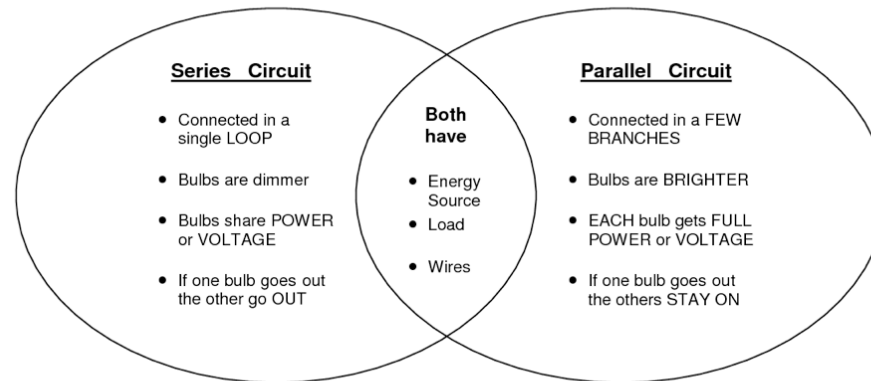 Series Circuit
• Connected in a
single LOOP
• Bulbs are dimmer
• Bulbs share POWER
or VOLTAGE
• If one bulb goes out
the other go OUT
Both
have
• Energy
Source
• Load
• Wires
Parallel Circuit
• Connected in a FEW
BRANCHES
• Bulbs are BRIGHTER
• EACH bulb gets FULL
POWER or VOLTAGE
• If one bulb goes out
the others STAY ON